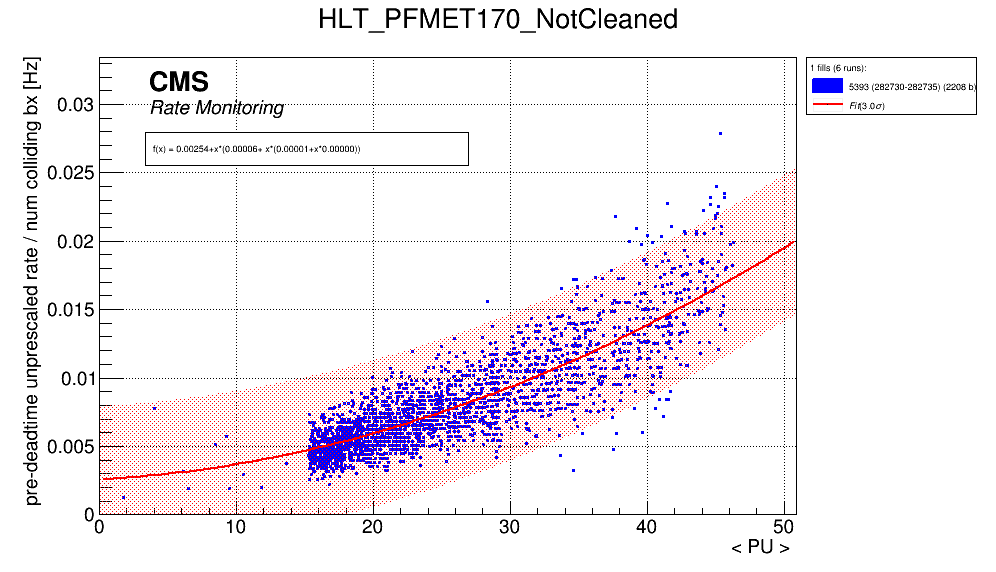 HLT_PFMET170_NotCleaned
CMS
Rate Monitoring
f(x) = 0.00254+x*(0.00006+ x*(0.00001+x*0.00000))
1 fills (6 runs):
5393 (282730-282735) (2208 b)
Fit(3.0σ)
pre-deadtime unprescaled rate / num colliding bx [Hz]
0.03
0.025
0.02
0.015
0.01
0.005
0
0 10 20 30 40 50
< PU >